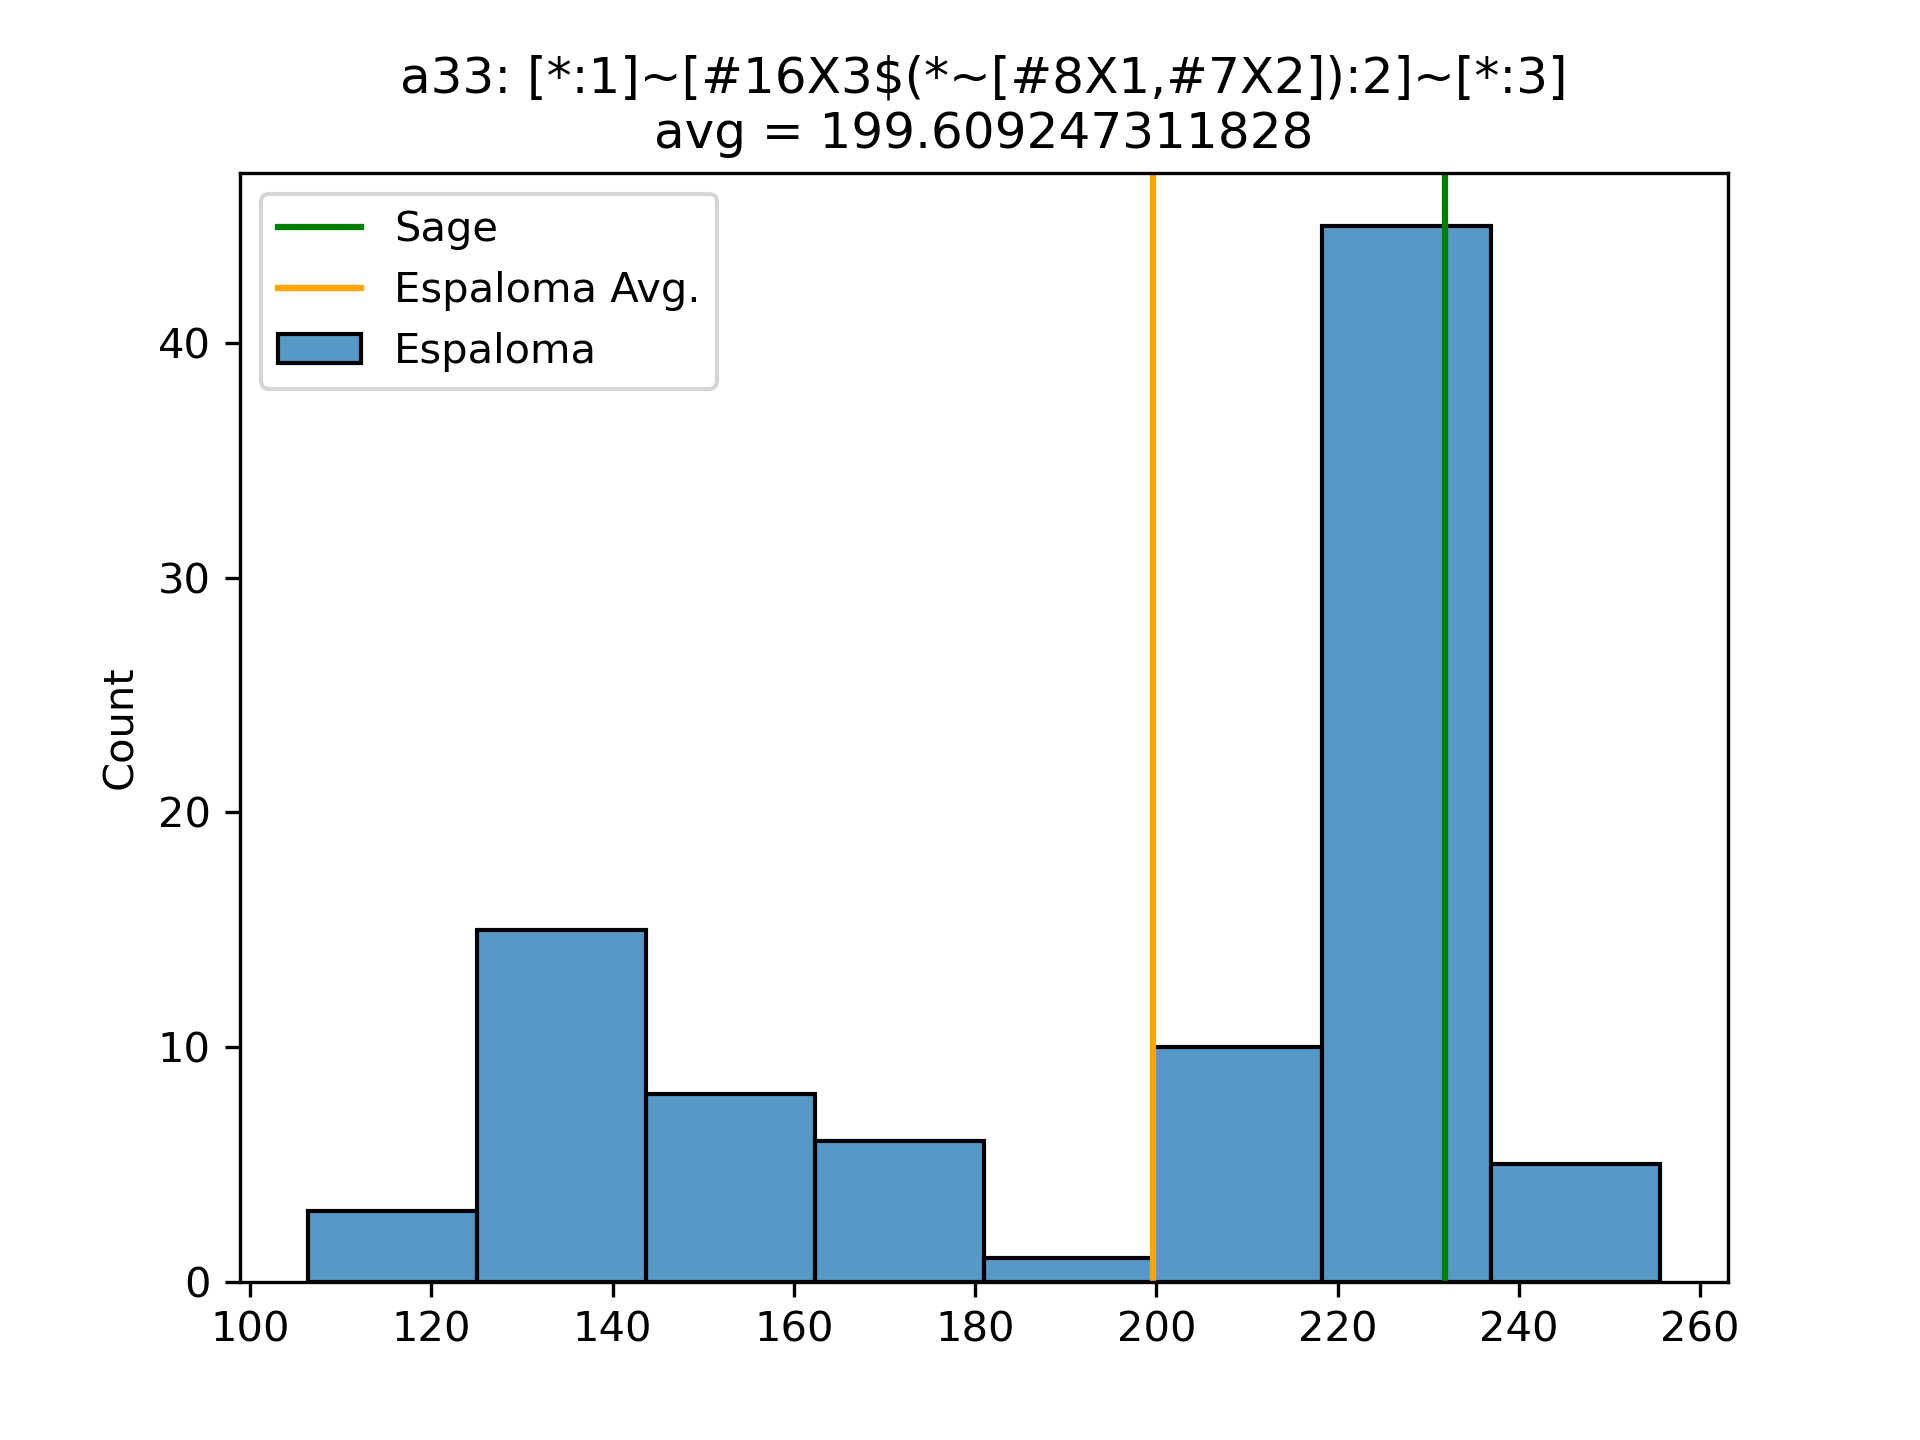 a33: [*:1]~[#16X3$(*~[#8X1,#7X2]):2]~[*:3]
avg = 199.609247311828
Sage
Espaloma Avg.
Espaloma
Count
40
30
20
10
0
100 120 140 160 180 200 220 240 260